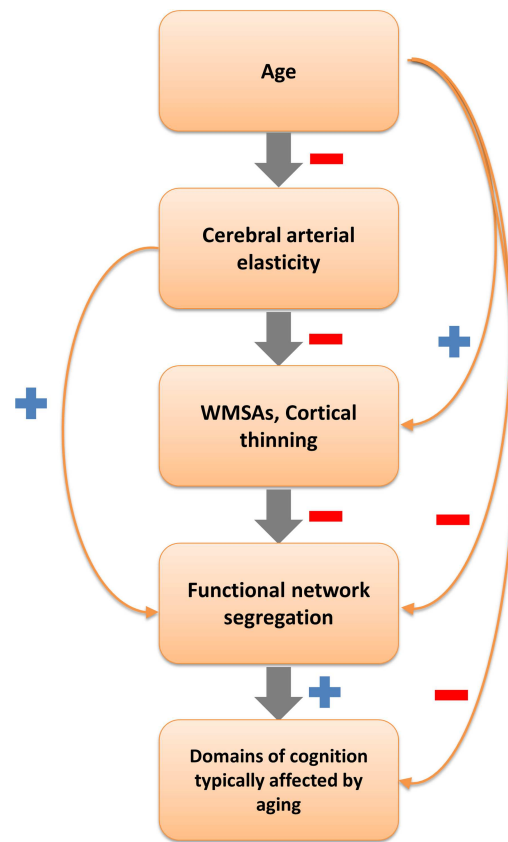 Age
Cerebral arterial
elasticity
WMSAs, Cortical
thinning
Functional network
segregation
Domains of cognition
typically affected by
aging